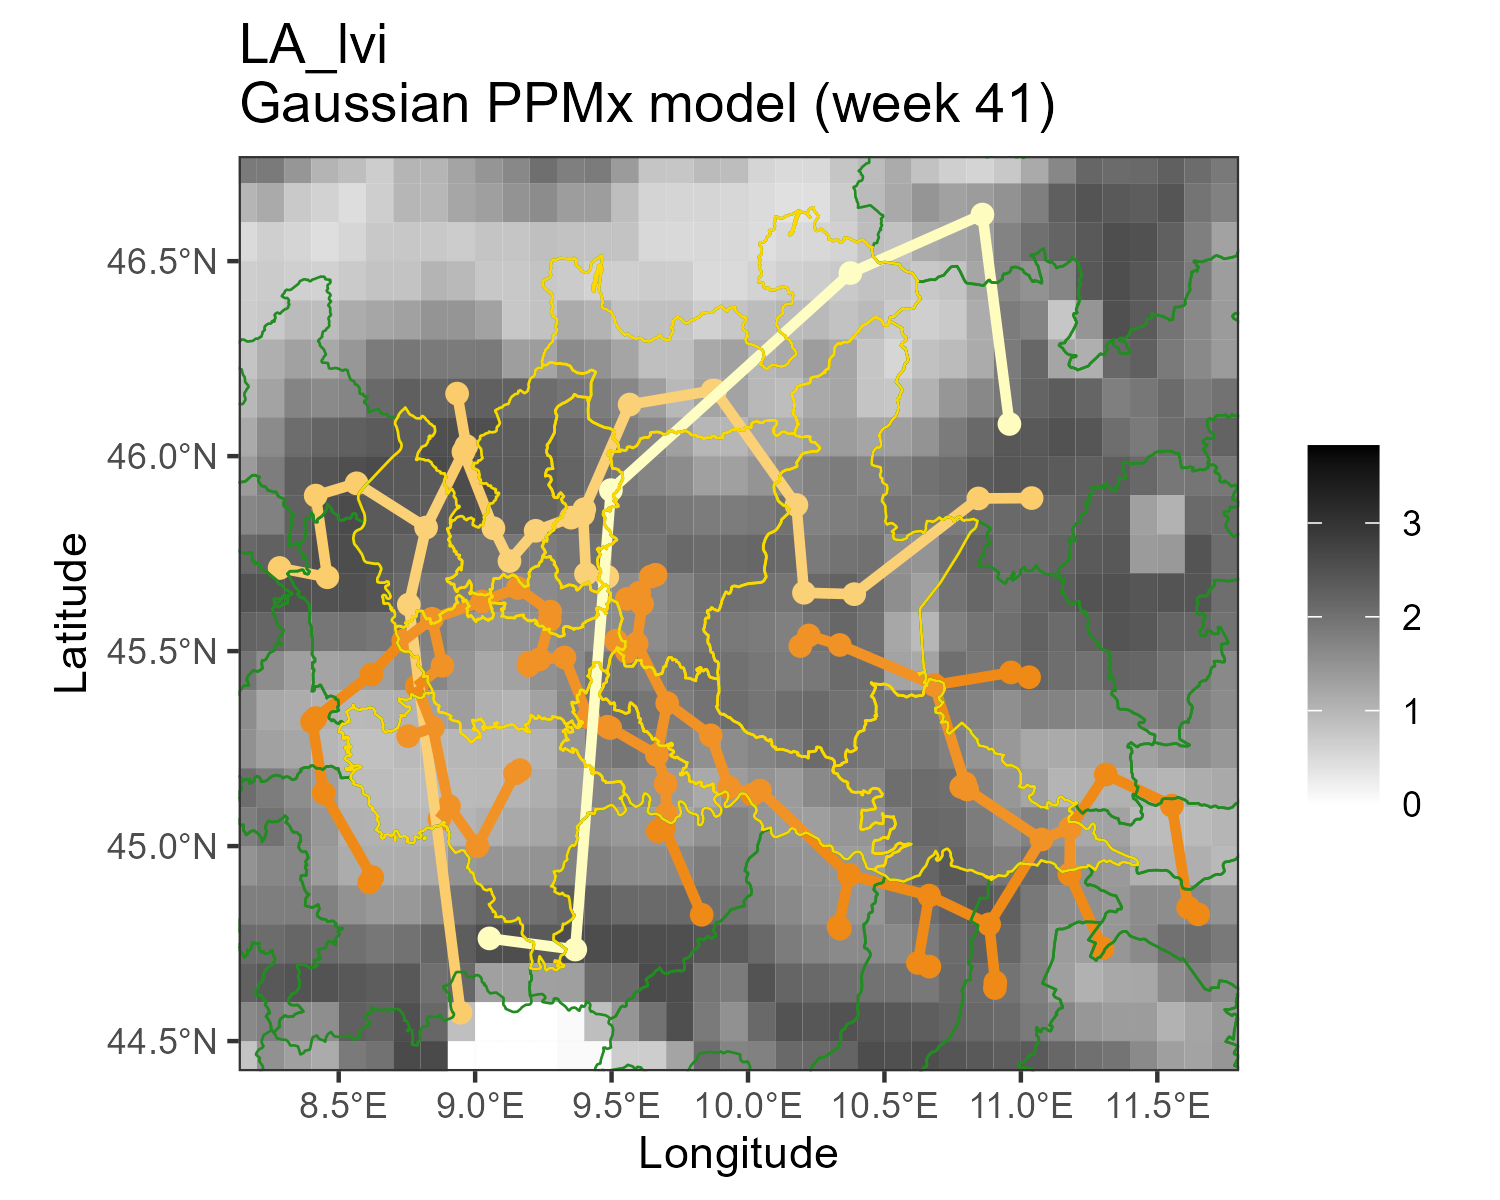 LA_lvi
Gaussian PPMx model (week 41)
46.5°N
46.0°N
45.5°N
45.0°N
44.5°N
Latitude
8.5°E 9.0°E 9.5°E 10.0°E 10.5°E 11.0°E 11.5°E
Longitude
3
2
1
0